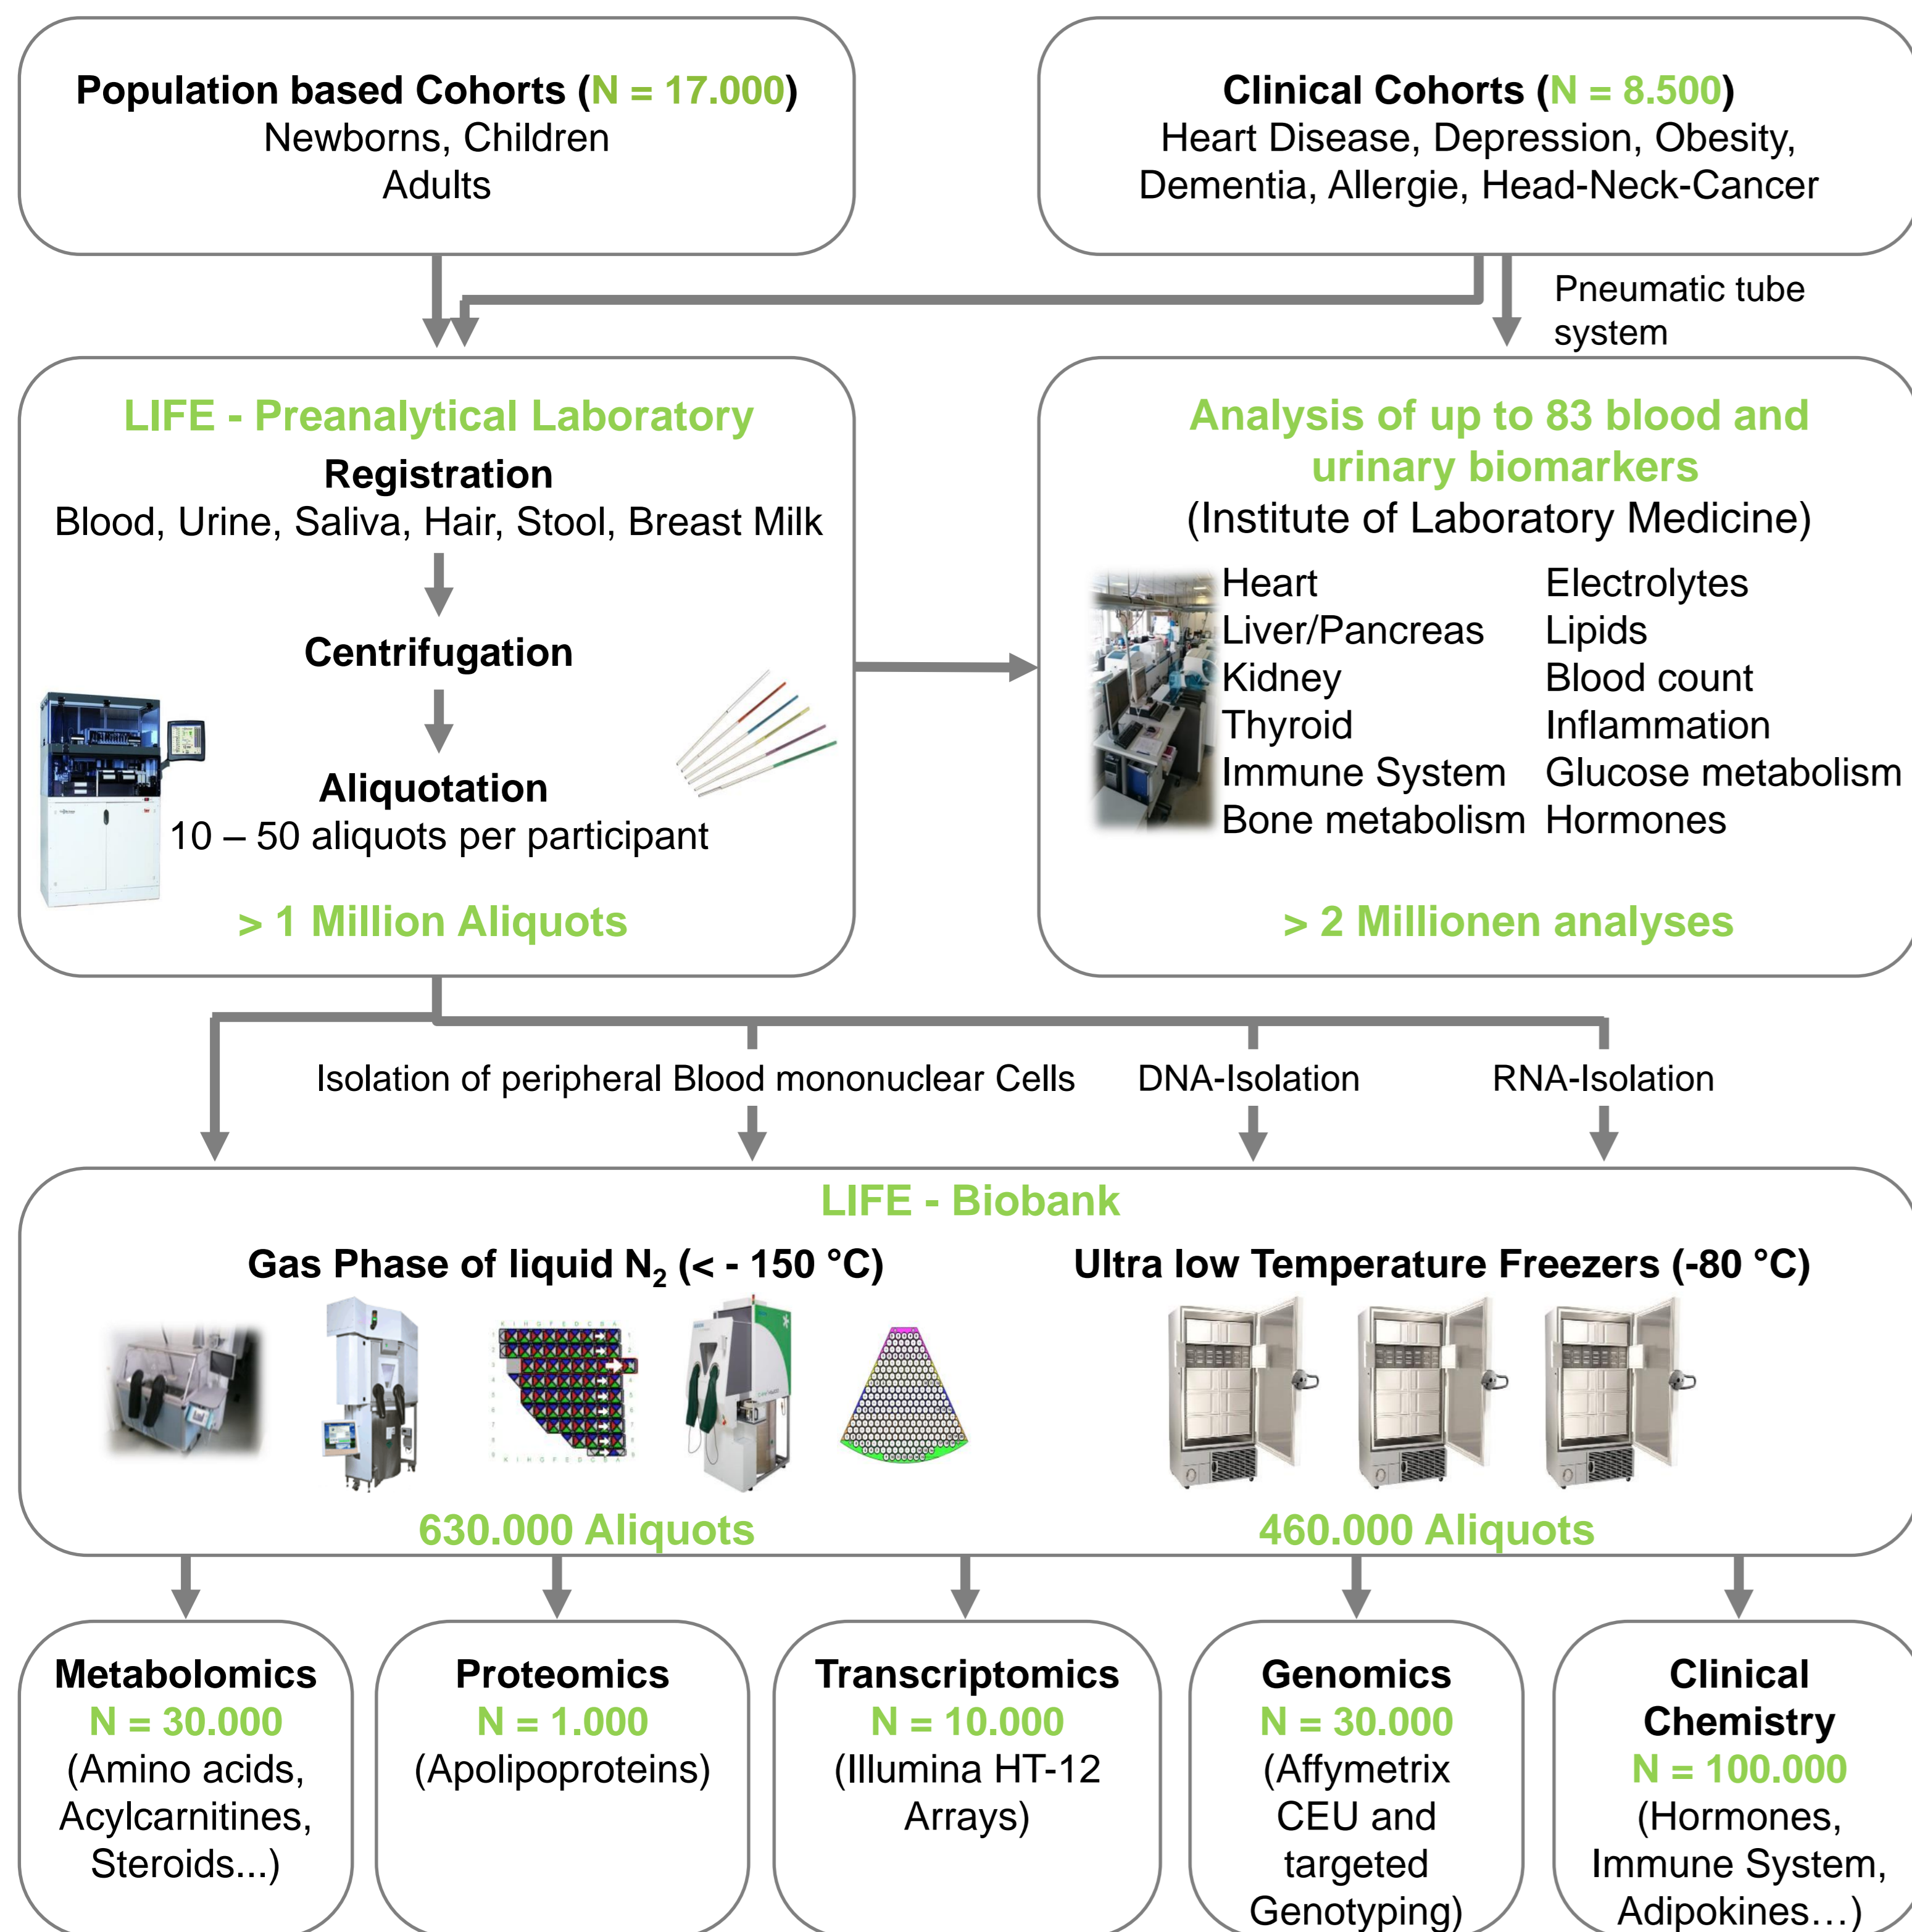 Population based Cohorts (N = 17.000)
Newborns, Children
Adults
Clinical Cohorts (N = 8.500)
Heart Disease, Depression, Obesity,
Dementia, Allergie, Head-Neck-Cancer
Pneumatic tube
system
LIFE - Preanalytical Laboratory
Registration
Blood, Urine, Saliva, Hair, Stool, Breast Milk
Centrifugation
Aliquotation
10 – 50 aliquots per participant
> 1 Million Aliquots
Analysis of up to 83 blood and
urinary biomarkers
(Institute of Laboratory Medicine)
Heart
Liver/Pancreas
Kidney
Thyroid
Immune System
Bone metabolism
Electrolytes
Lipids
Blood count
Inflammation
Glucose metabolism
Hormones
> 2 Millionen analyses
Isolation of peripheral Blood mononuclear Cells
DNA-Isolation
RNA-Isolation
LIFE - Biobank
Gas Phase of liquid N₂ (< - 150 °C)
Ultra low Temperature Freezers (-80 °C)
K I H G F E D C B A
K I H G F E D C B A
630.000 Aliquots
460.000 Aliquots
Metabolomics
N = 30.000
(Amino acids,
Acylcarnitines,
Steroids...)
Proteomics
N = 1.000
(Apolipoproteins)
Transcriptomics
N = 10.000
(Illumina HT-12
Arrays)
Genomics
N = 30.000
(Affymetrix
CEU and
targeted
Genotyping)
Clinical
Chemistry
N = 100.000
(Hormones,
Immune System,
Adipokines…)